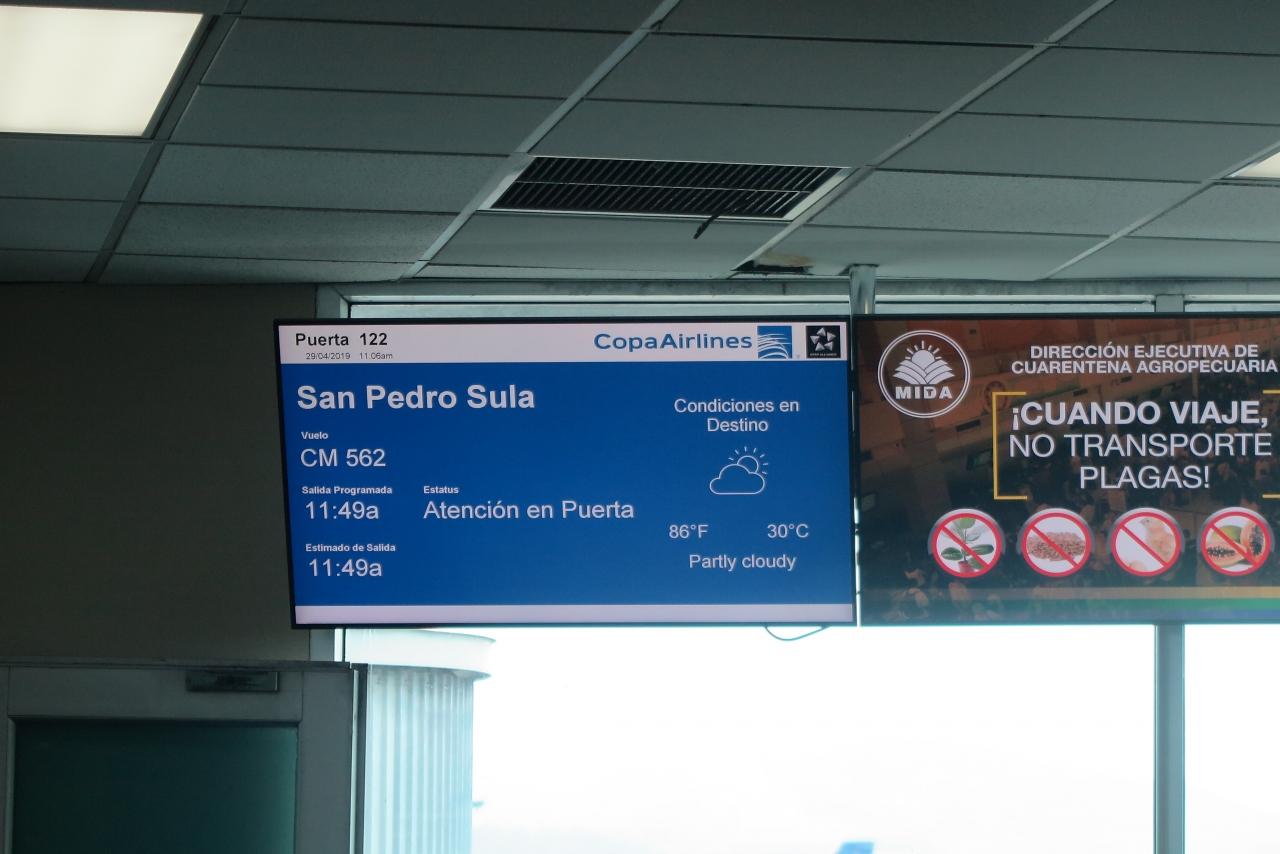 Puerta 122
29/04/2019 11:06am
CopaAirlines
San Pedro Sula
Vuelo
CM 562
Salida Programada
11:49a
Estatus
Atención en Puerta
Estimado de Salida
11:49a
Condiciones en
Destino
86°F 30°C
Partly cloudy
MIDA
DIRECCIÓN EJECUTIVA DE
CUARENTENA AGROPECUARIA
¡CUANDO VIAJE,
NO TRANSPORTE
PLAGAS!